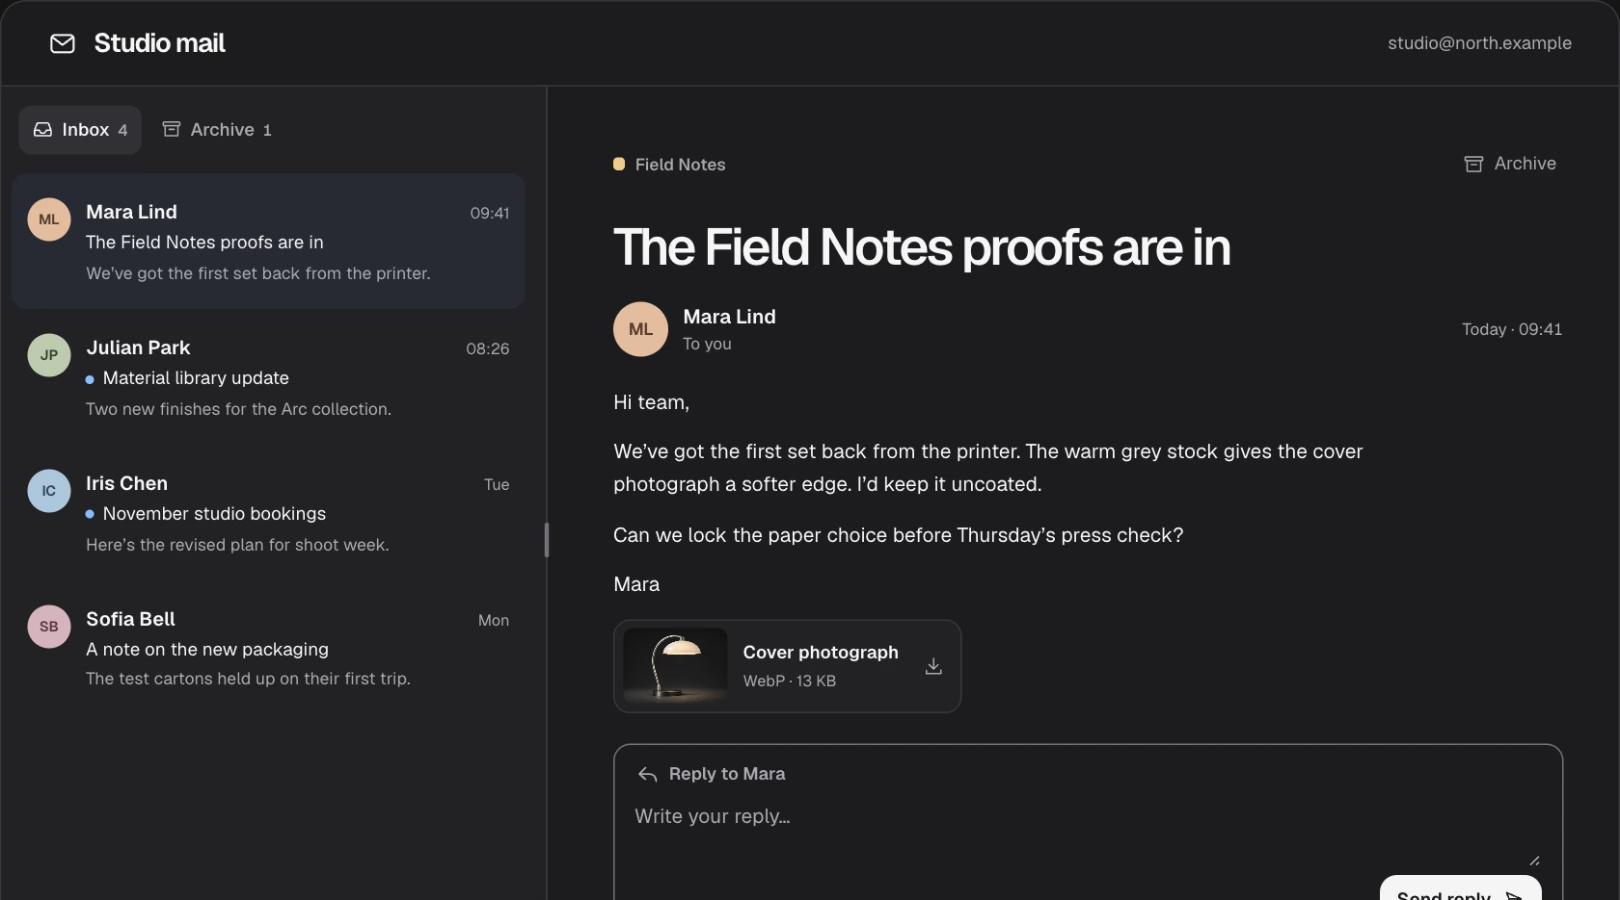 Studio mail
studio@north.example
Inbox 4
Archive 1
ML
Mara Lind
09:41
The Field Notes proofs are in
We’ve got the first set back from the printer.
JP
Julian Park
08:26
Material library update
Two new finishes for the Arc collection.
IC
Iris Chen
Tue
November studio bookings
Here’s the revised plan for shoot week.
SB
Sofia Bell
Mon
A note on the new packaging
The test cartons held up on their first trip.
Field Notes
Archive
The Field Notes proofs are in
ML
Mara Lind
To you
Today · 09:41
Hi team,
We’ve got the first set back from the printer. The warm grey stock gives the cover
photograph a softer edge. I’d keep it uncoated.
Can we lock the paper choice before Thursday’s press check?
Mara
Cover photograph
WebP · 13 KB
Reply to Mara
Write your reply…
Send reply